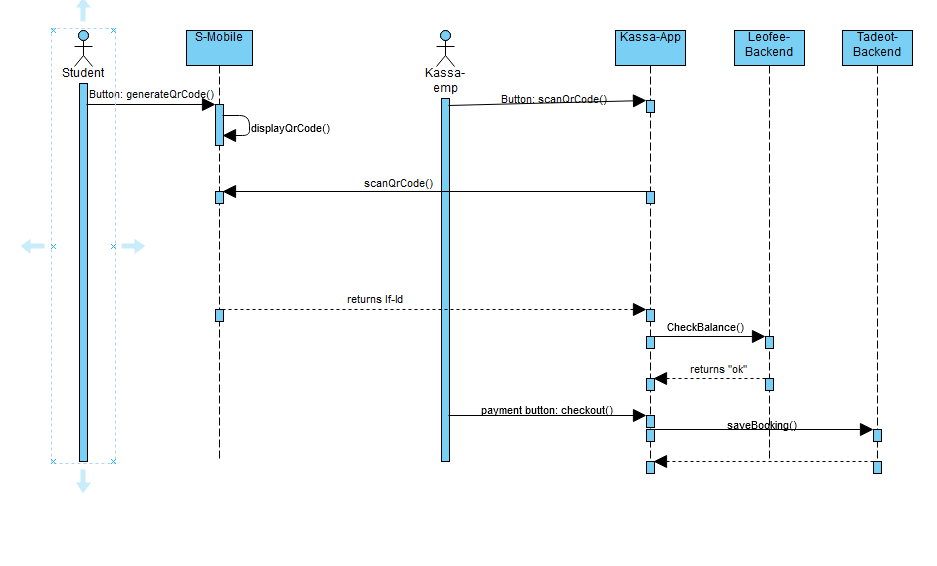 S-Mobile
Kassa-App
Leofee-
Backend
Tadeot-
Backend
Student
Kassa-
emp
Button: generateQrCode()
Button: scanQrCode()
displayQrCode()
scanQrCode()
returns lf-Id
CheckBalance()
returns "ok"
payment button: checkout()
saveBooking()